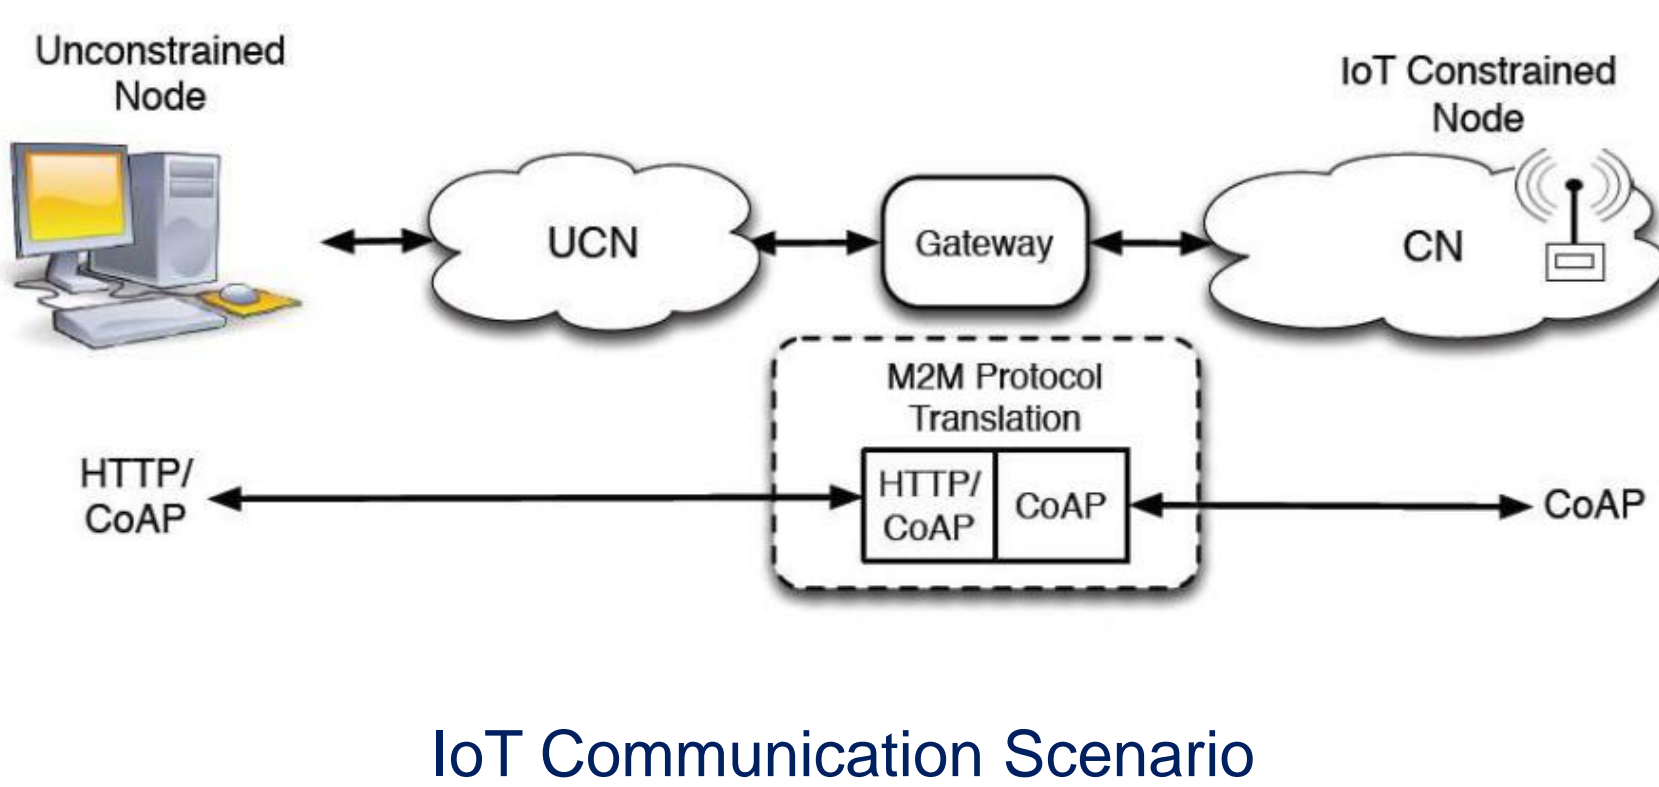 Unconstrained
Node
IoT Constrained
Node
UCN
Gateway
CN
M2M Protocol
Translation
HTTP/
CoAP
HTTP/
CoAP
CoAP
CoAP
IoT Communication Scenario